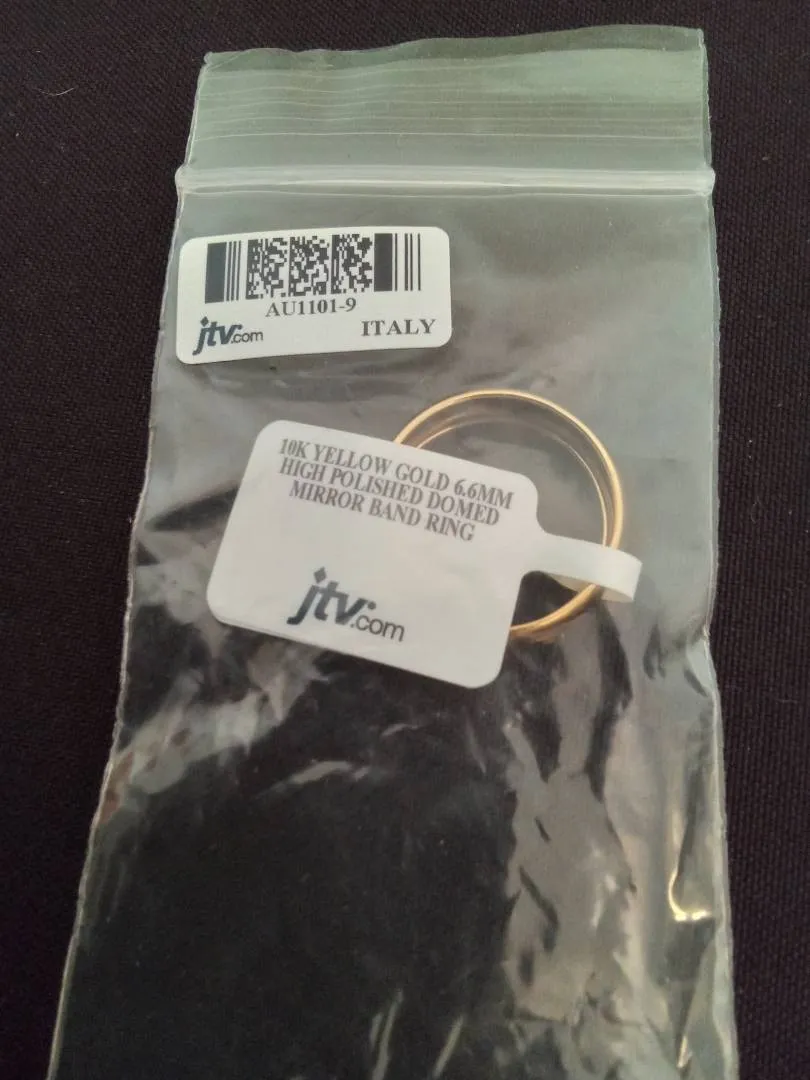 AU1101-9
jtv.com ITALY
10K YELLOW GOLD 6.6MM
HIGH POLISHED DOMED
MIRROR BAND RING
jtv.com